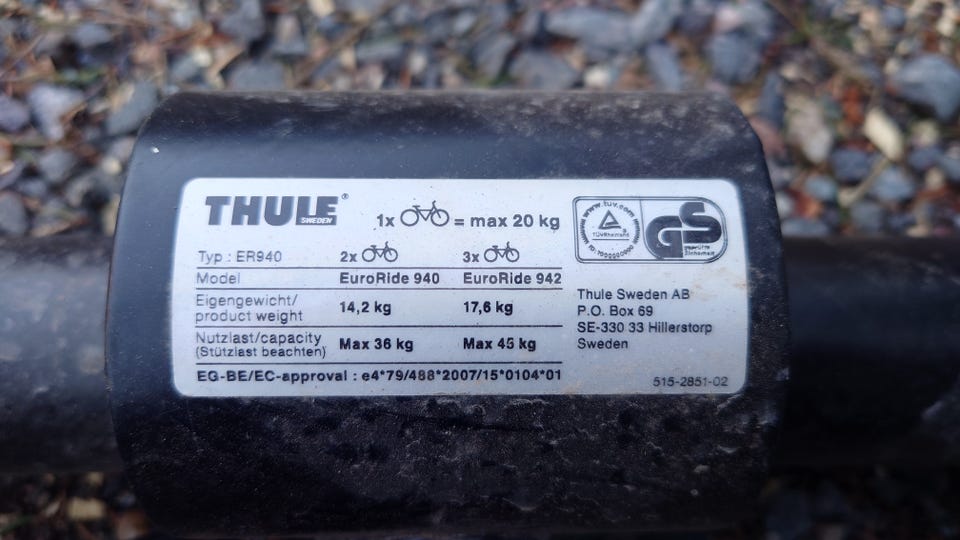 THULE®
SWEDEN
1x = max 20 kg
Typ.: ER940 2x 3x
Model EuroRide 940 EuroRide 942
Eigengewicht/
product weight 14,2 kg 17,6 kg
Nutzlast/capacity
(Stützlast beachten) Max 36 kg Max 45 kg
EG-BE/EC-approval : e4*79/488*2007/15*0104*01
www.tuv.com
TÜVRheinland
GS
geprüfte
Sicherheit
Thule Sweden AB
P.O. Box 69
SE-330 33 Hillerstorp
Sweden
515-2851-02